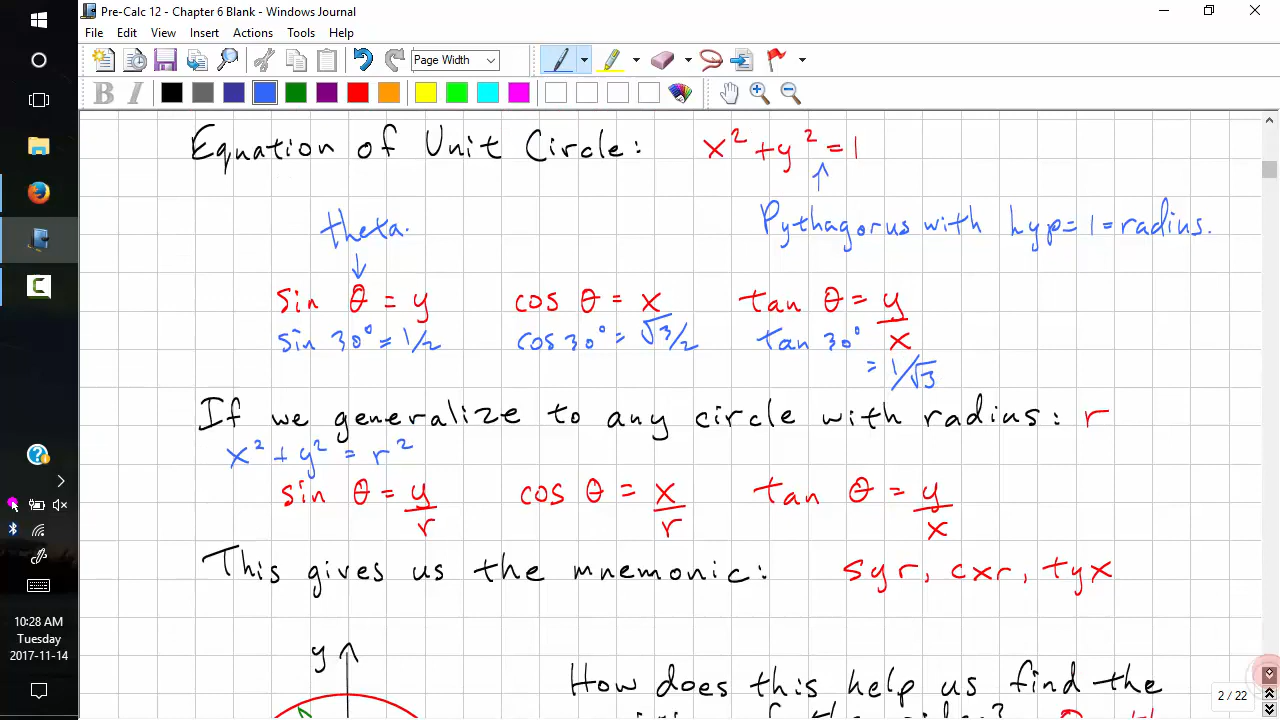 Pre-Calc 12 - Chapter 6 Blank - Windows Journal
File Edit View Insert Actions Tools Help
Page Width
B I
Equation of Unit Circle: x² + y² = 1
theta.
Pythagorus with hyp = 1 = radius.
sin θ = y cos θ = x tan θ = y/x
sin 30° = 1/2 cos 30° = √3/2 tan 30° = 1/√3
If we generalize to any circle with radius: r
x² + y² = r²
sin θ = y/r cos θ = x/r tan θ = y/x
This gives us the mnemonic: syr, cxr, tyx
y
How does this help us find the
10:28 AM
Tuesday
2017-11-14
2 / 22